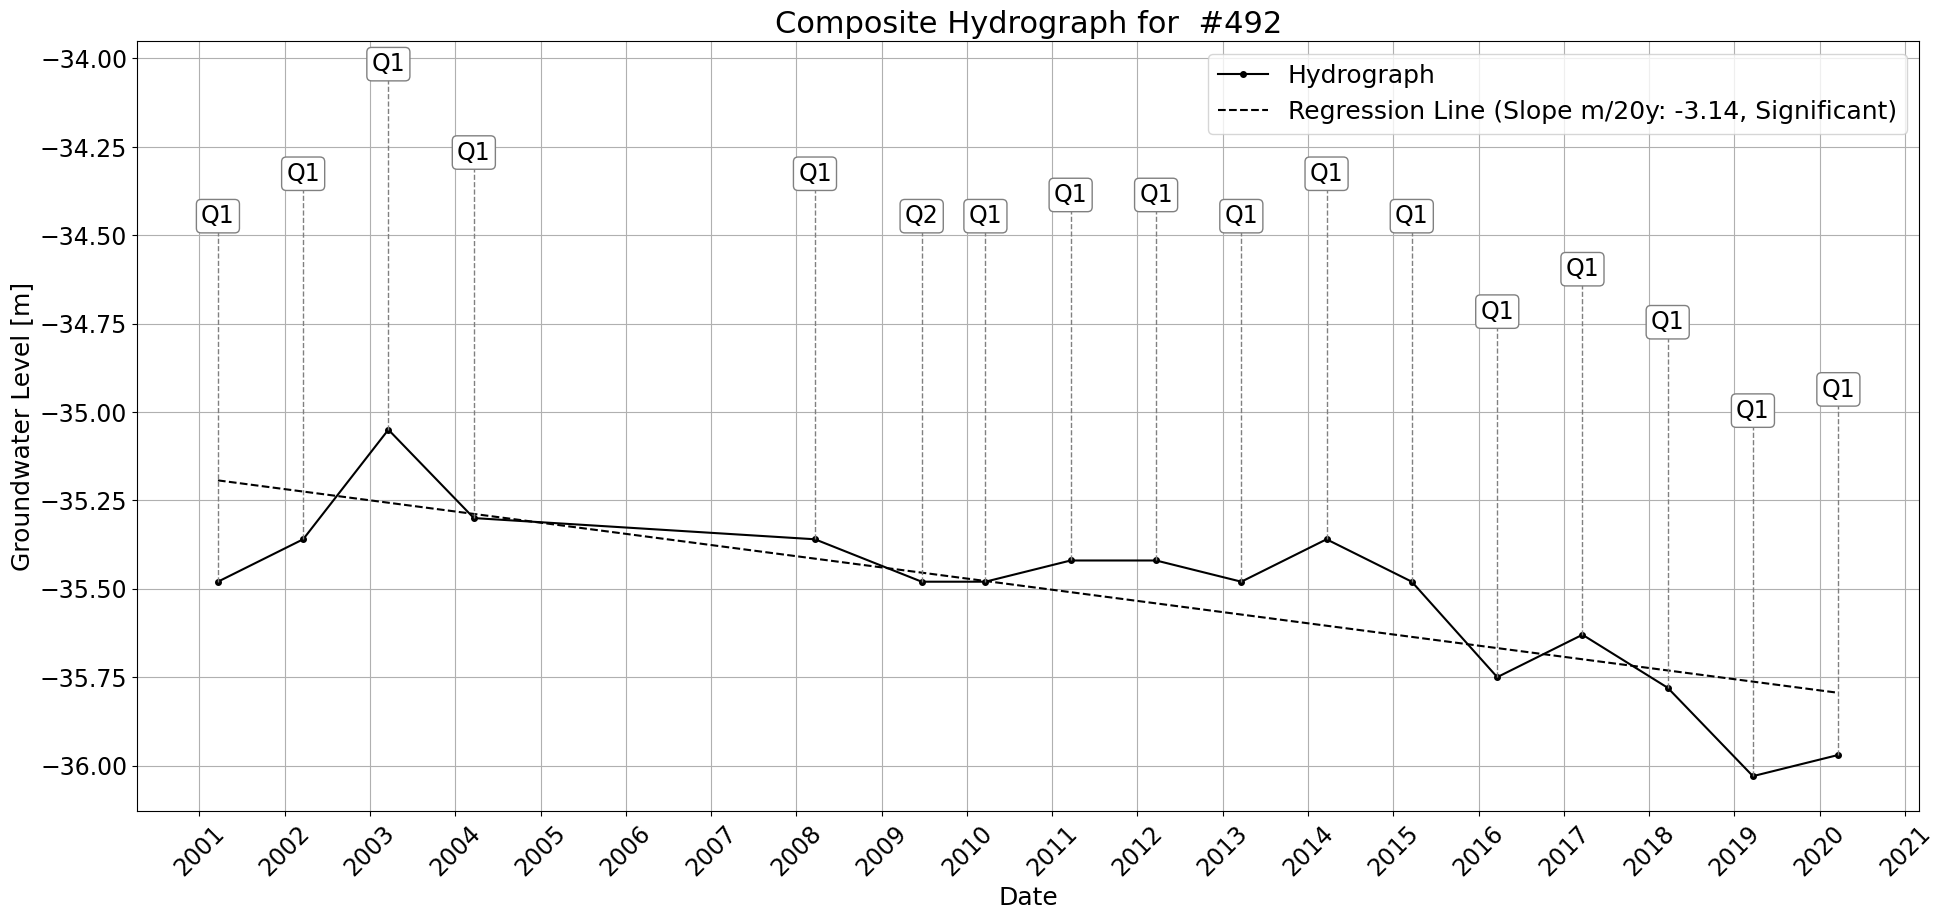 Composite Hydrograph for  #492
Hydrograph
Regression Line (Slope m/20y: -3.14, Significant)
Groundwater Level [m]
−34.00
−34.25
−34.50
−34.75
−35.00
−35.25
−35.50
−35.75
−36.00
Q1
Q1
Q1
Q1
Q1
Q2
Q1
Q1
Q1
Q1
Q1
Q1
Q1
Q1
Q1
Q1
Q1
2001
2002
2003
2004
2005
2006
2007
2008
2009
2010
2011
2012
2013
2014
2015
2016
2017
2018
2019
2020
2021
Date